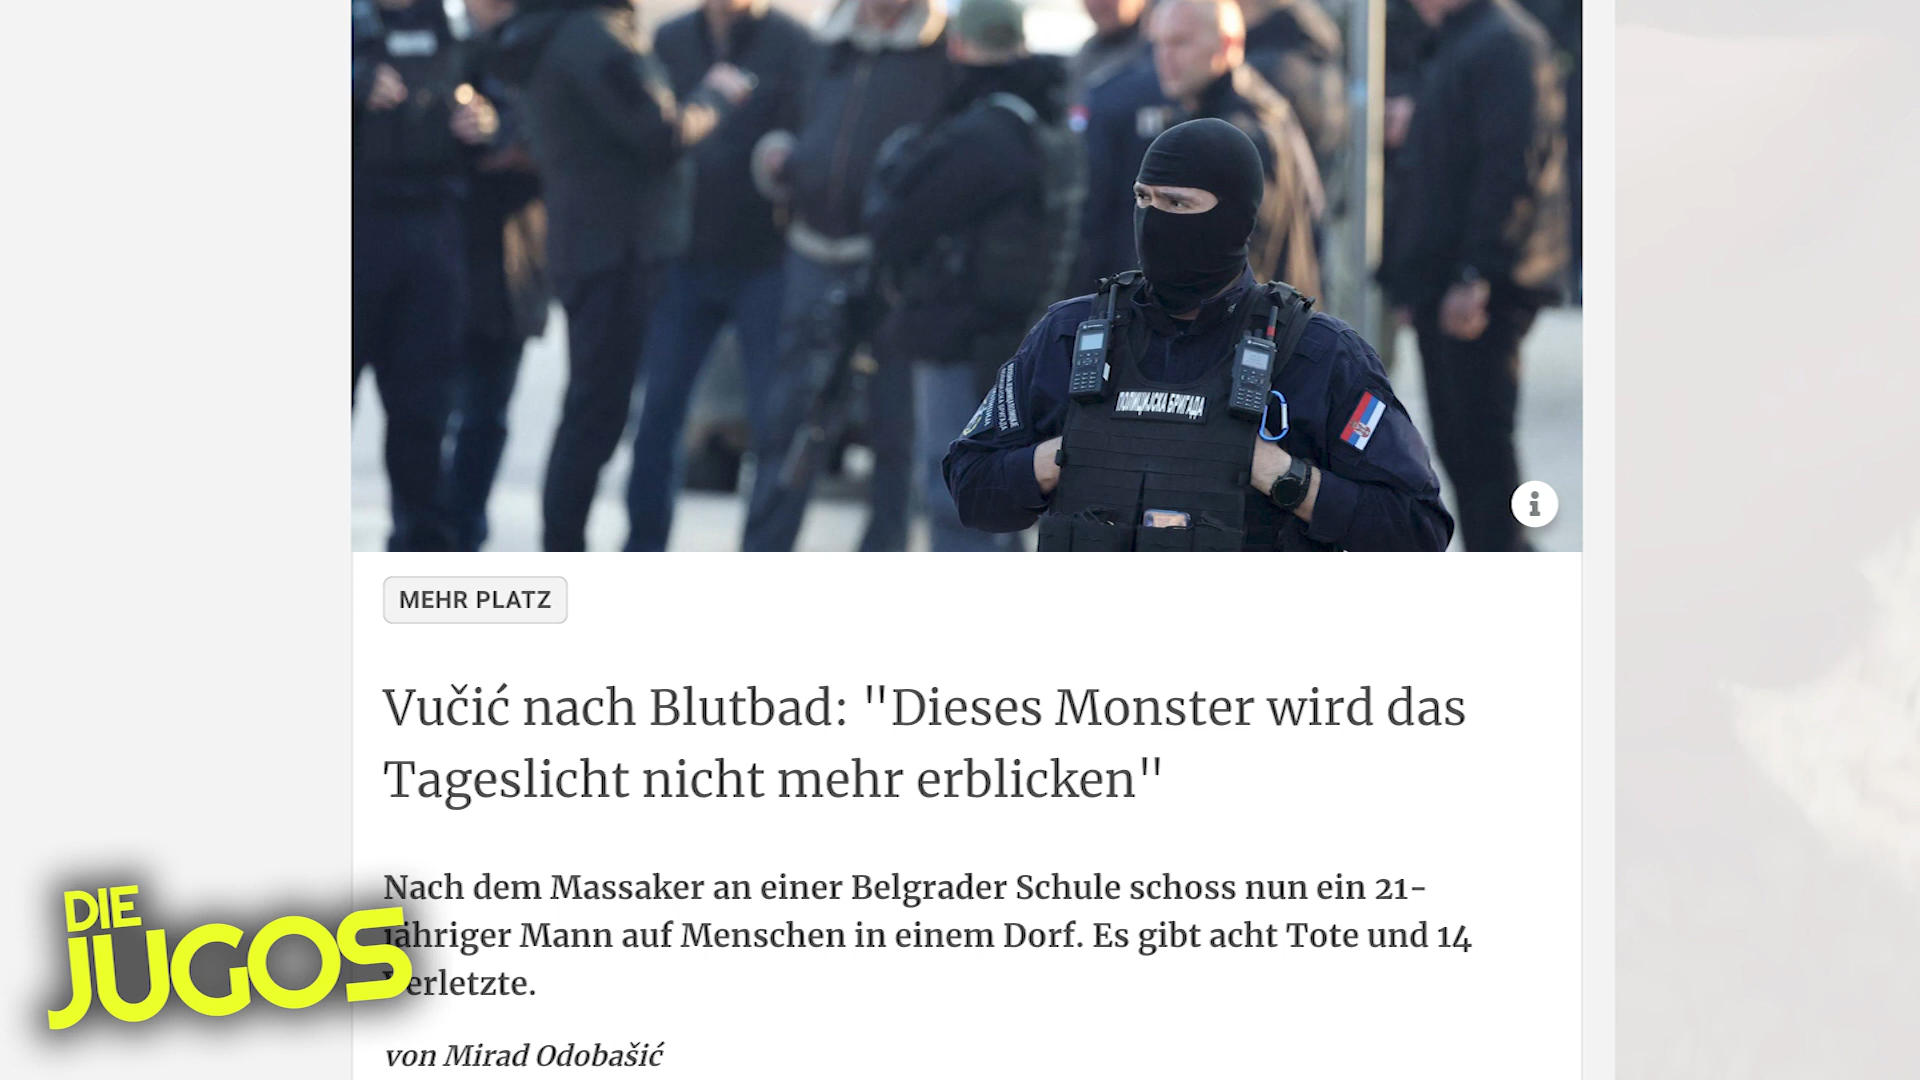 ПОЛИЦИЈСКА БРИГАДА
MEHR PLATZ
Vučić nach Blutbad: "Dieses Monster wird das
Tageslicht nicht mehr erblicken"
Nach dem Massaker an einer Belgrader Schule schoss nun ein 21-
jähriger Mann auf Menschen in einem Dorf. Es gibt acht Tote und 14
Verletzte.
von Mirad Odobašić
DIE
JUGOS